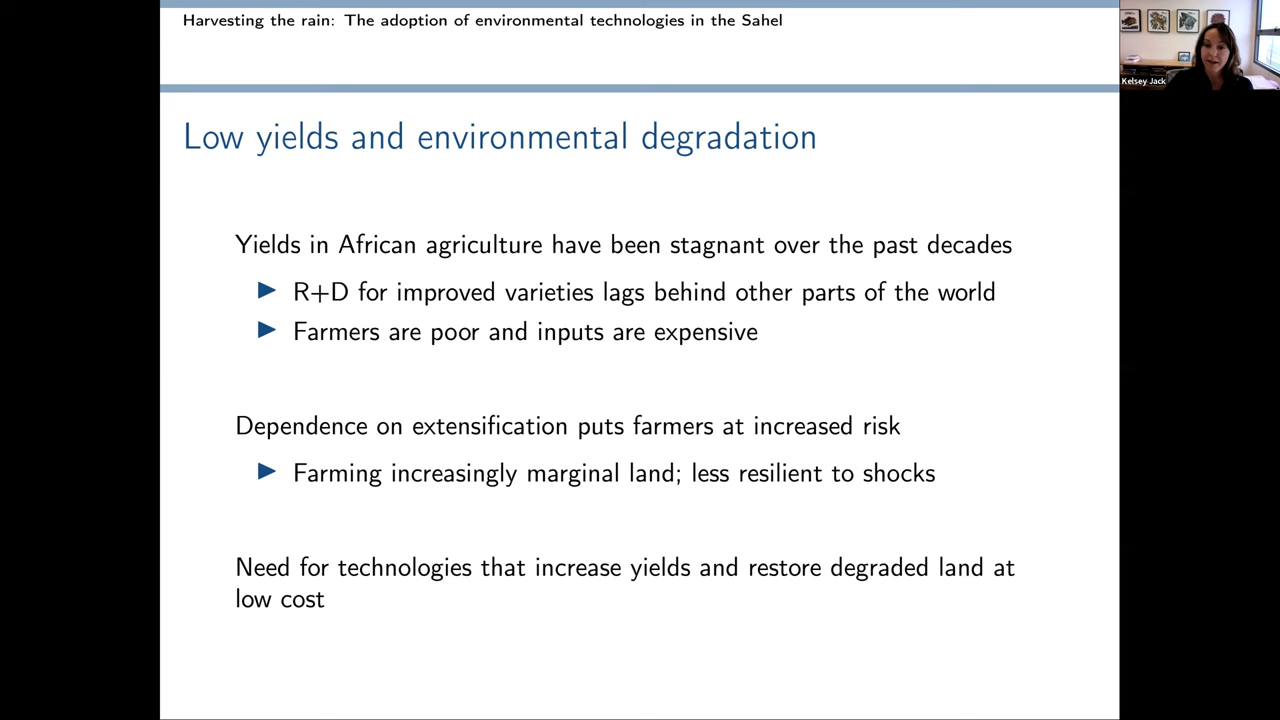 Harvesting the rain: The adoption of environmental technologies in the Sahel
Kelsey Jack
Low yields and environmental degradation
Yields in African agriculture have been stagnant over the past decades
▶ R+D for improved varieties lags behind other parts of the world
▶ Farmers are poor and inputs are expensive
Dependence on extensification puts farmers at increased risk
▶ Farming increasingly marginal land; less resilient to shocks
Need for technologies that increase yields and restore degraded land at
low cost